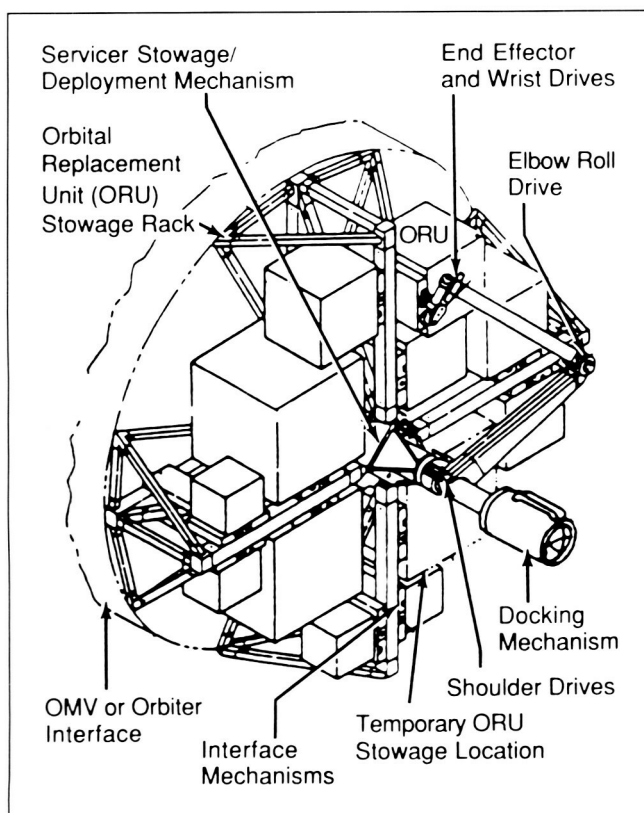 Servicer Stowage/
Deployment Mechanism
End Effector
and Wrist Drives
Orbital
Replacement
Unit (ORU)
Stowage Rack
Elbow Roll
Drive
ORU
Docking
Mechanism
Shoulder Drives
OMV or Orbiter
Interface
Interface
Mechanisms
Temporary ORU
Stowage Location